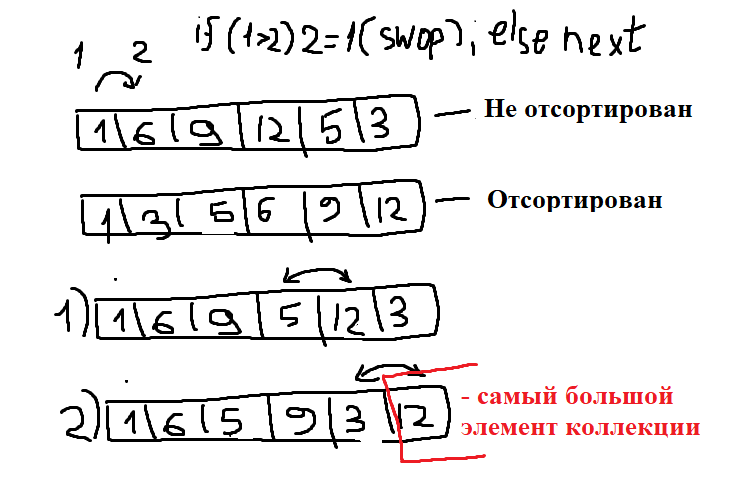 if (1>2) 2=1(swop); else next
1 2
1 6 9 12 5 3 Не отсортирован
1 3 5 6 9 12 Отсортирован
1) 1 6 9 5 12 3
2) 1 6 5 9 3 12 - самый большой
элемент коллекции